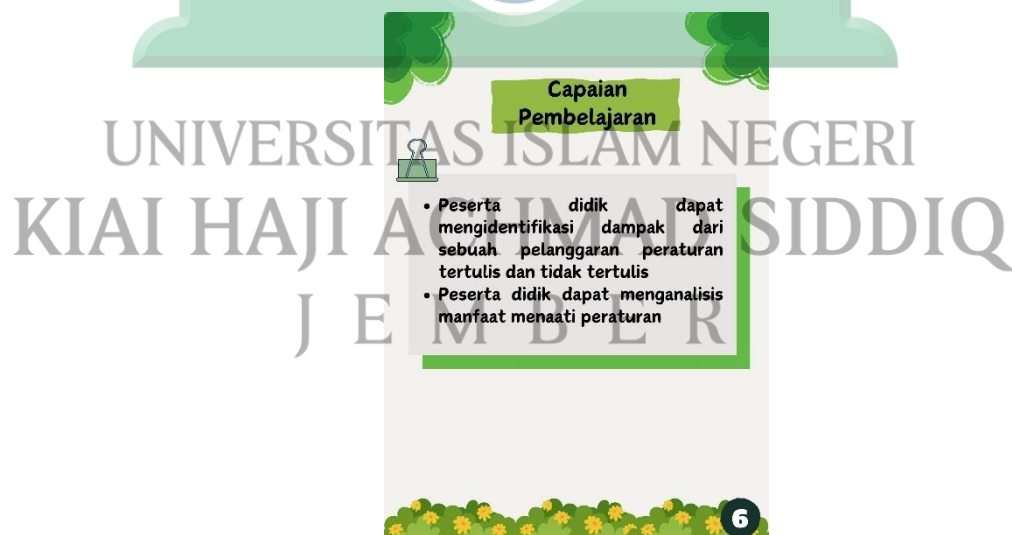 Capaian
Pembelajaran
UNIVERSITAS ISLAM NEGERI
KIAI HAJI ACHMAD SIDDIQ
J E M B E R
• Peserta didik dapat
mengidentifikasi dampak dari
sebuah pelanggaran peraturan
tertulis dan tidak tertulis
• Peserta didik dapat menganalisis
manfaat menaati peraturan
6